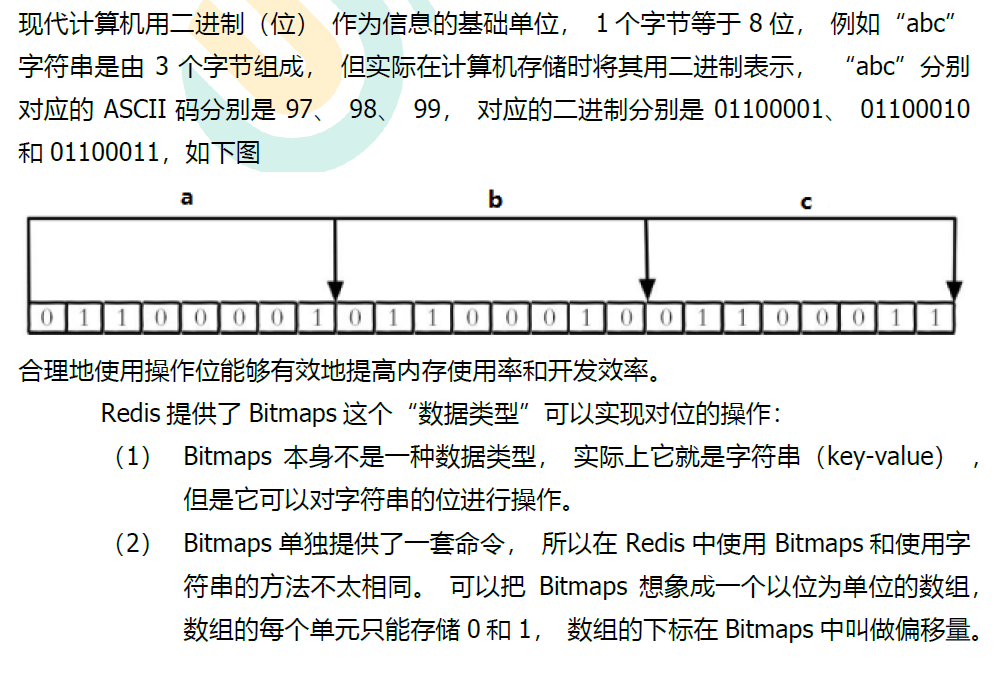 现代计算机用二进制（位） 作为信息的基础单位， 1 个字节等于 8 位， 例如“abc”
字符串是由 3 个字节组成， 但实际在计算机存储时将其用二进制表示， “abc”分别
对应的 ASCII 码分别是 97、 98、 99， 对应的二进制分别是 01100001、 01100010
和 01100011，如下图
a b c
0 1 1 0 0 0 0 1 0 1 1 0 0 0 1 0 0 1 1 0 0 0 1 1
合理地使用操作位能够有效地提高内存使用率和开发效率。
Redis 提供了 Bitmaps 这个“数据类型”可以实现对位的操作：
（1） Bitmaps 本身不是一种数据类型， 实际上它就是字符串（key-value） ，
但是它可以对字符串的位进行操作。
（2） Bitmaps 单独提供了一套命令， 所以在 Redis 中使用 Bitmaps 和使用字
符串的方法不太相同。 可以把 Bitmaps 想象成一个以位为单位的数组，
数组的每个单元只能存储 0 和 1， 数组的下标在 Bitmaps 中叫做偏移量。